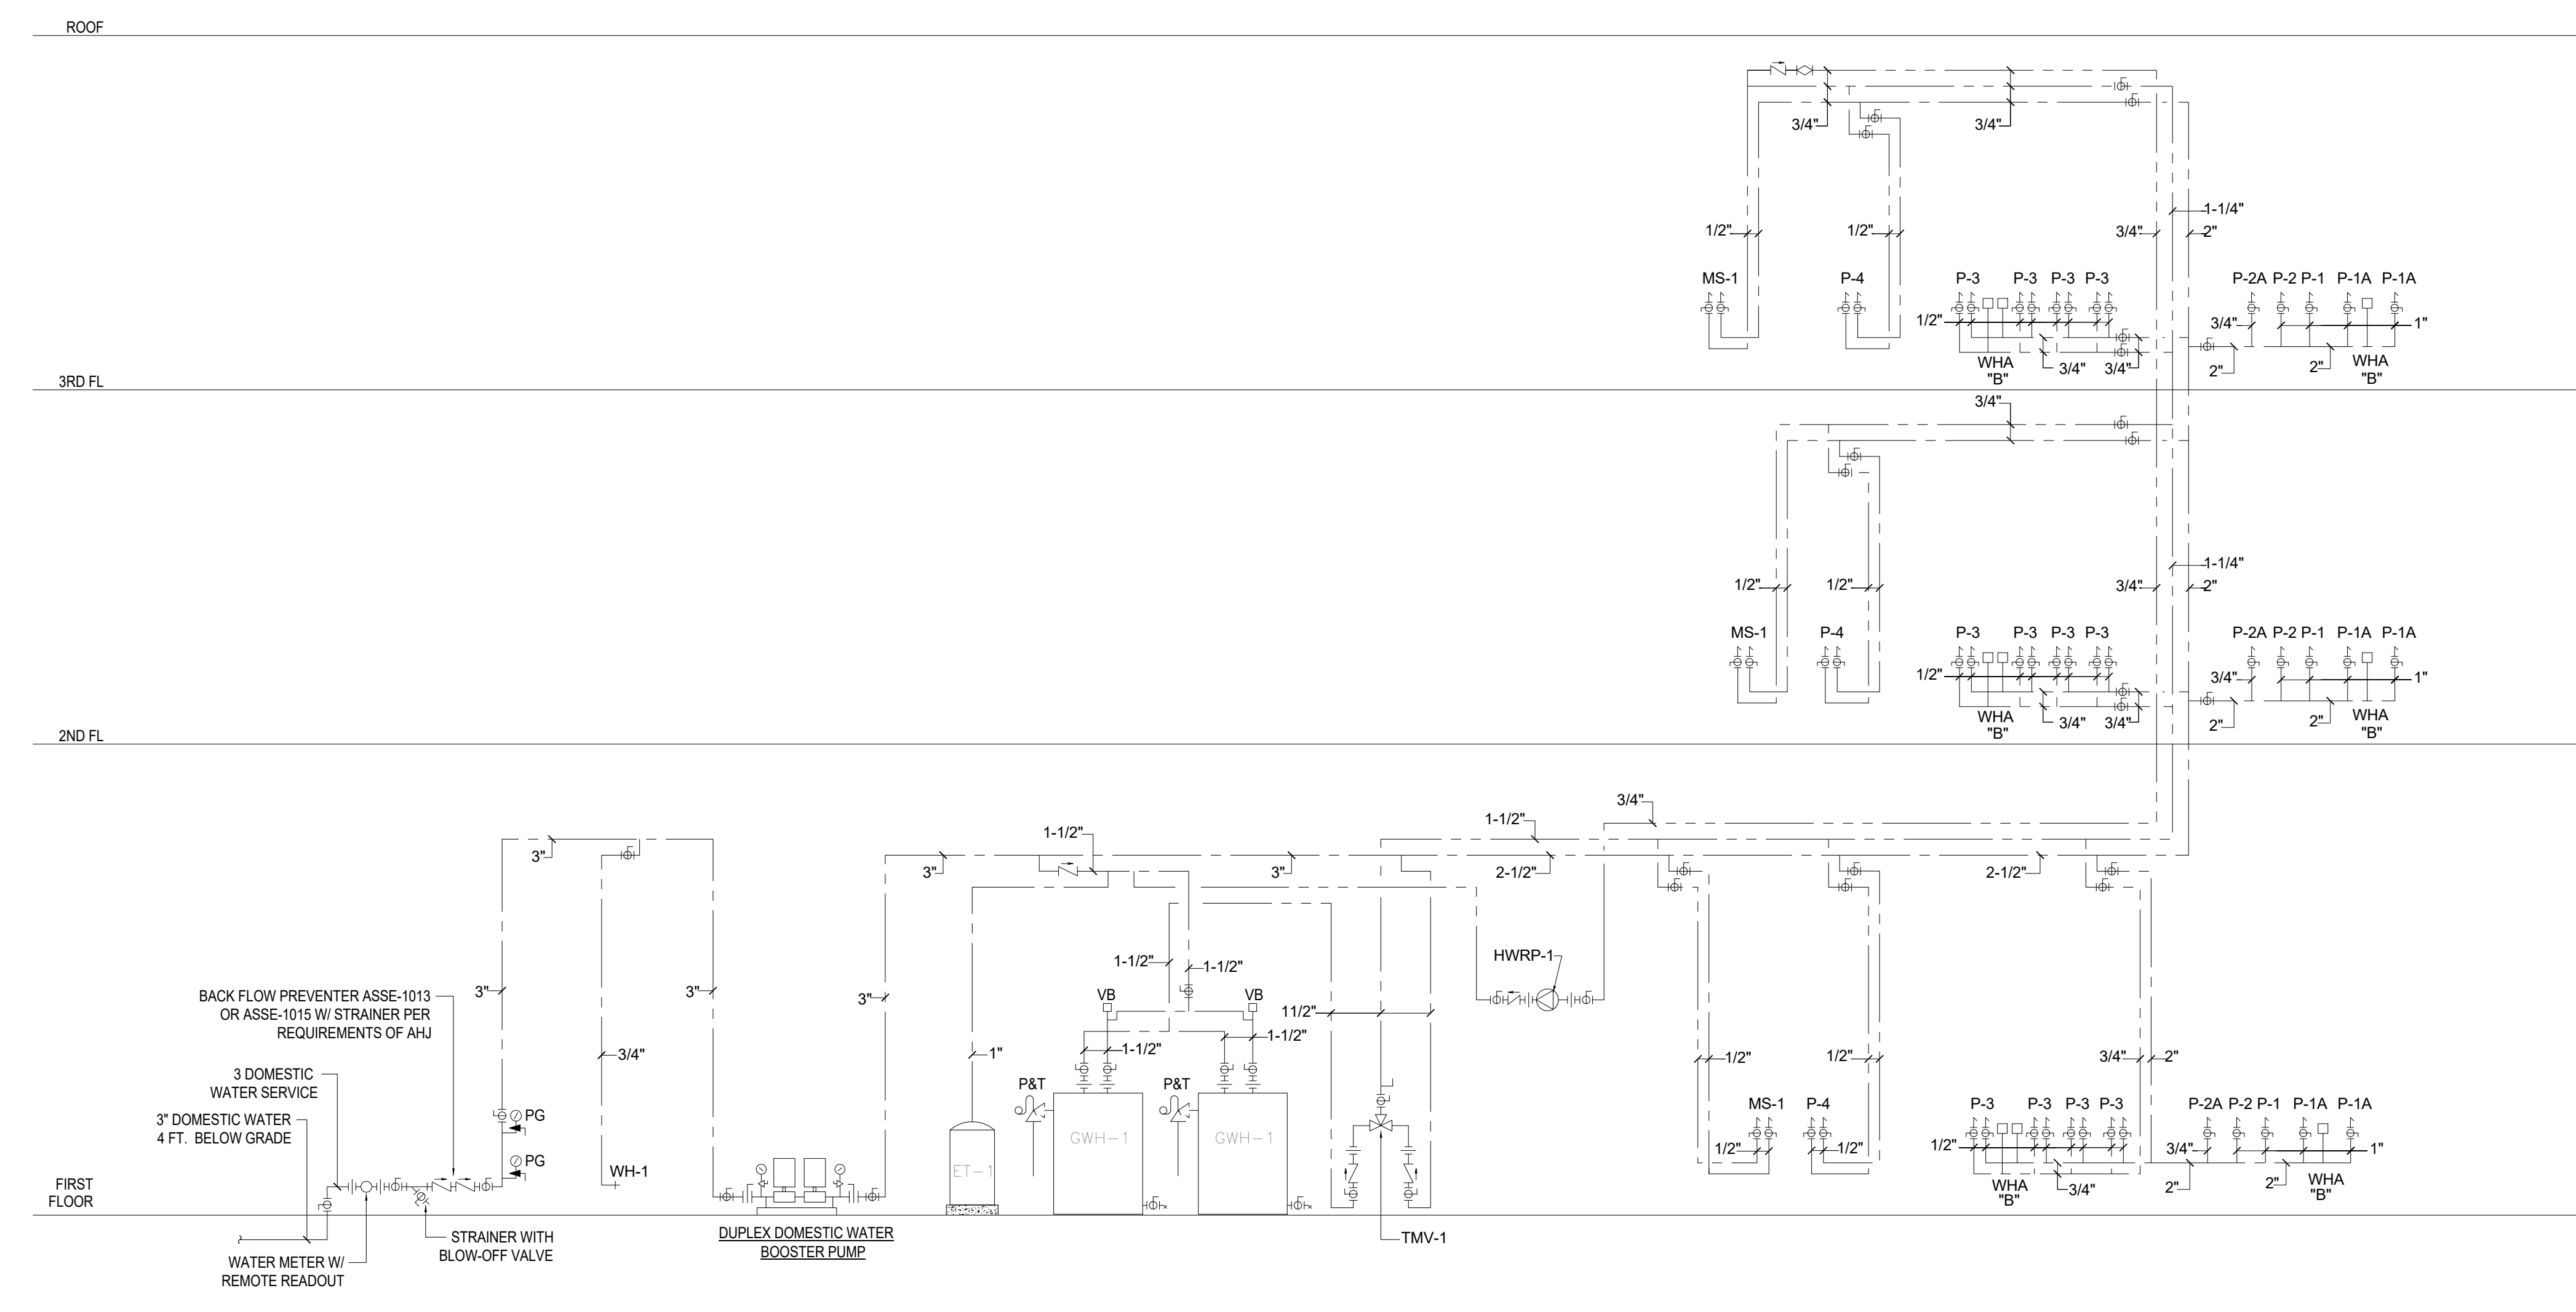 ROOF
3/4"
3/4"
1-1/4"
1/2"
1/2"
3/4"
2"
MS-1
P-4
P-3
P-3
P-3
P-3
P-2A
P-2
P-1
P-1A
P-1A
1/2"
3/4"
1"
WHA
"B"
3/4"
3/4"
2"
2"
WHA
"B"
3RD FL
3/4"
1-1/4"
1/2"
1/2"
3/4"
2"
MS-1
P-4
P-3
P-3
P-3
P-3
P-2A
P-2
P-1
P-1A
P-1A
1/2"
3/4"
1"
WHA
"B"
3/4"
3/4"
2"
2"
WHA
"B"
2ND FL
3/4"
1-1/2"
1-1/2"
3"
3"
3"
2-1/2"
2-1/2"
HWRP-1
1-1/2"
1-1/2"
3"
3"
3"
BACK FLOW PREVENTER ASSE-1013
OR ASSE-1015 W/ STRAINER PER
REQUIREMENTS OF AHJ
VB
VB
11/2"
1-1/2"
1-1/2"
3/4"
1"
1/2"
1/2"
3/4"
2"
3 DOMESTIC
WATER SERVICE
P&T
P&T
3" DOMESTIC WATER
4 FT. BELOW GRADE
PG
PG
GWH-1
GWH-1
ET-1
WH-1
MS-1
P-4
P-3
P-3
P-3
P-3
P-2A
P-2
P-1
P-1A
P-1A
1/2"
1/2"
1/2"
3/4"
1"
WHA
"B"
3/4"
2"
2"
WHA
"B"
FIRST
FLOOR
STRAINER WITH
BLOW-OFF VALVE
DUPLEX DOMESTIC WATER
BOOSTER PUMP
TMV-1
WATER METER W/
REMOTE READOUT